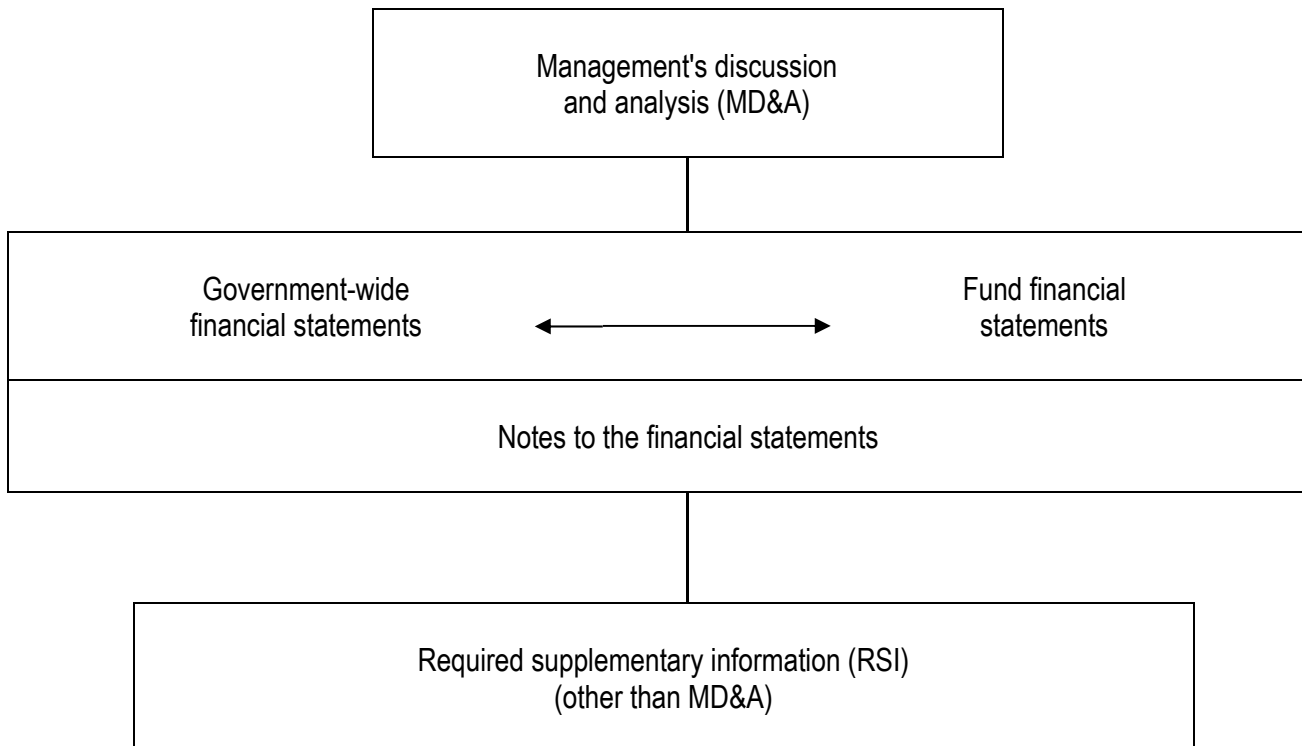 Management's discussion
and analysis (MD&A)
Government-wide
financial statements
Fund financial
statements
Notes to the financial statements
Required supplementary information (RSI)
(other than MD&A)